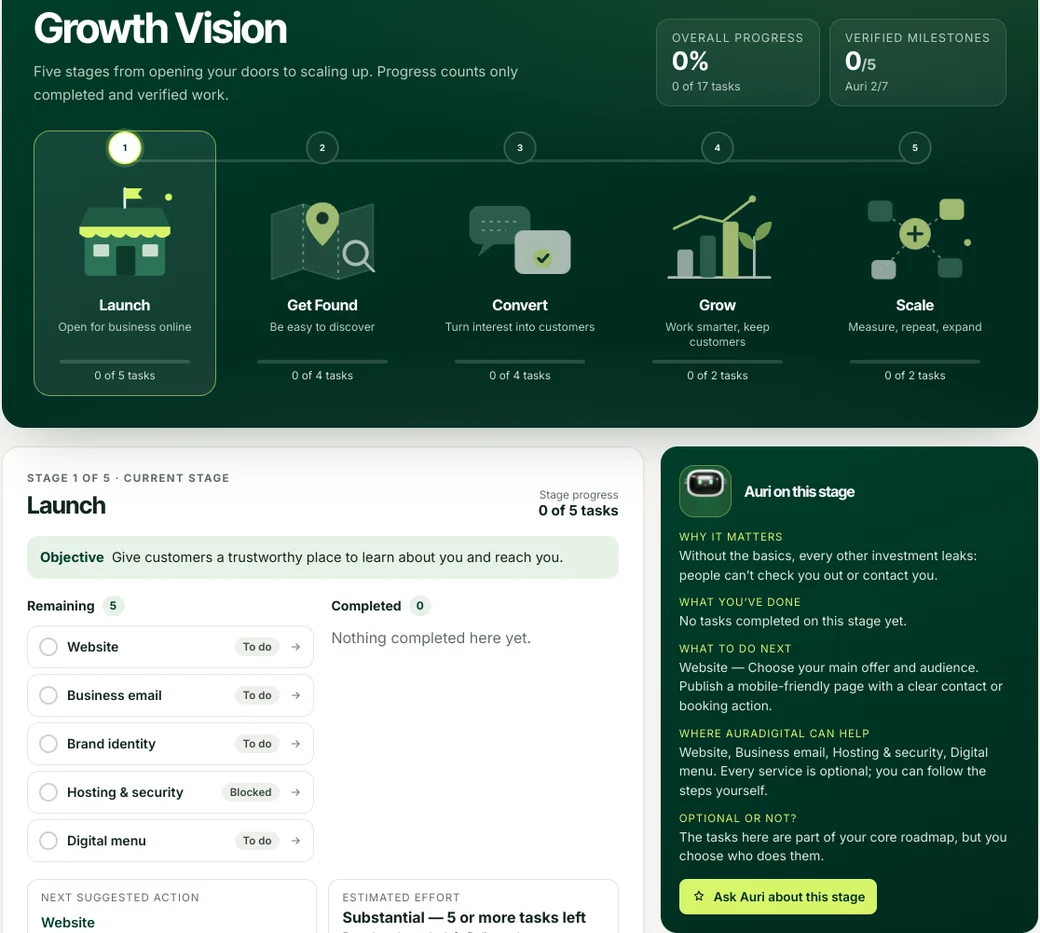 Growth Vision
Five stages from opening your doors to scaling up. Progress counts only
completed and verified work.
OVERALL PROGRESS
0%
0 of 17 tasks
VERIFIED MILESTONES
0/5
Auri 2/7
1
2
3
4
5
Launch
Open for business online
0 of 5 tasks
Get Found
Be easy to discover
0 of 4 tasks
Convert
Turn interest into customers
0 of 4 tasks
Grow
Work smarter, keep
customers
0 of 2 tasks
Scale
Measure, repeat, expand
0 of 2 tasks
STAGE 1 OF 5 · CURRENT STAGE
Launch
Stage progress
0 of 5 tasks
Objective Give customers a trustworthy place to learn about you and reach you.
Remaining 5
Website To do →
Business email To do →
Brand identity To do →
Hosting & security Blocked →
Digital menu To do →
Completed 0
Nothing completed here yet.
NEXT SUGGESTED ACTION
Website
ESTIMATED EFFORT
Substantial — 5 or more tasks left
Auri on this stage
WHY IT MATTERS
Without the basics, every other investment leaks:
people can’t check you out or contact you.
WHAT YOU’VE DONE
No tasks completed on this stage yet.
WHAT TO DO NEXT
Website — Choose your main offer and audience.
Publish a mobile-friendly page with a clear contact or
booking action.
WHERE AURADIGITAL CAN HELP
Website, Business email, Hosting & security, Digital
menu. Every service is optional; you can follow the
steps yourself.
OPTIONAL OR NOT?
The tasks here are part of your core roadmap, but you
choose who does them.
Ask Auri about this stage